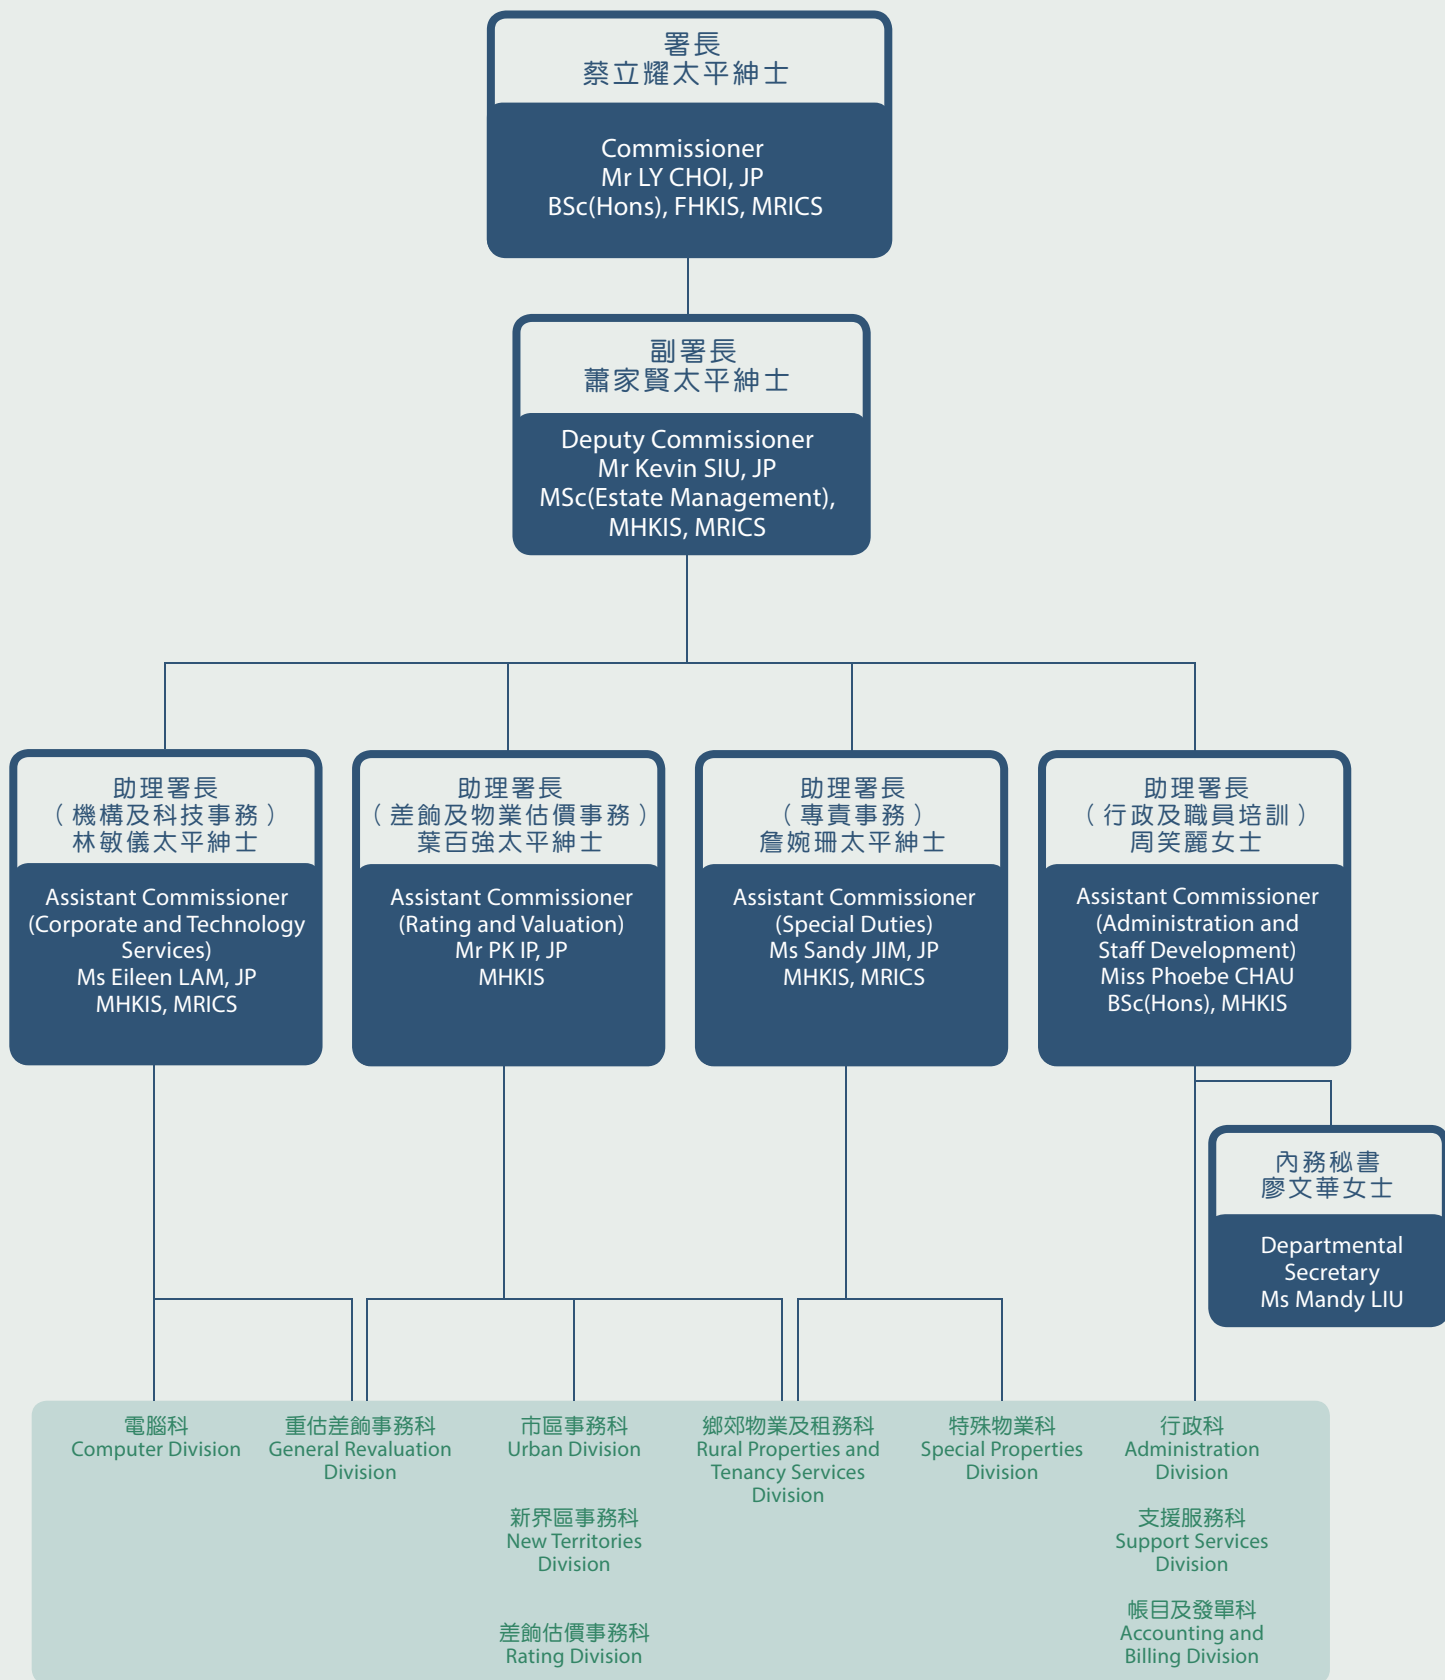 署長
蔡立耀太平紳士
Commissioner
Mr LY CHOI, JP
BSc(Hons), FHKIS, MRICS
副署長
蕭家賢太平紳士
Deputy Commissioner
Mr Kevin SIU, JP
MSc(Estate Management),
MHKIS, MRICS
助理署長
（機構及科技事務）
林敏儀太平紳士
Assistant Commissioner
(Corporate and Technology
Services)
Ms Eileen LAM, JP
MHKIS, MRICS
助理署長
（差餉及物業估價事務）
葉百強太平紳士
Assistant Commissioner
(Rating and Valuation)
Mr PK IP, JP
MHKIS
助理署長
（專責事務）
詹婉珊太平紳士
Assistant Commissioner
(Special Duties)
Ms Sandy JIM, JP
MHKIS, MRICS
助理署長
（行政及職員培訓）
周笑麗女士
Assistant Commissioner
(Administration and
Staff Development)
Miss Phoebe CHAU
BSc(Hons), MHKIS
內務秘書
廖文華女士
Departmental
Secretary
Ms Mandy LIU
電腦科
Computer Division
重估差餉事務科
General Revaluation
Division
市區事務科
Urban Division
新界區事務科
New Territories
Division
差餉估價事務科
Rating Division
鄉郊物業及租務科
Rural Properties and
Tenancy Services
Division
特殊物業科
Special Properties
Division
行政科
Administration
Division
支援服務科
Support Services
Division
帳目及發單科
Accounting and
Billing Division